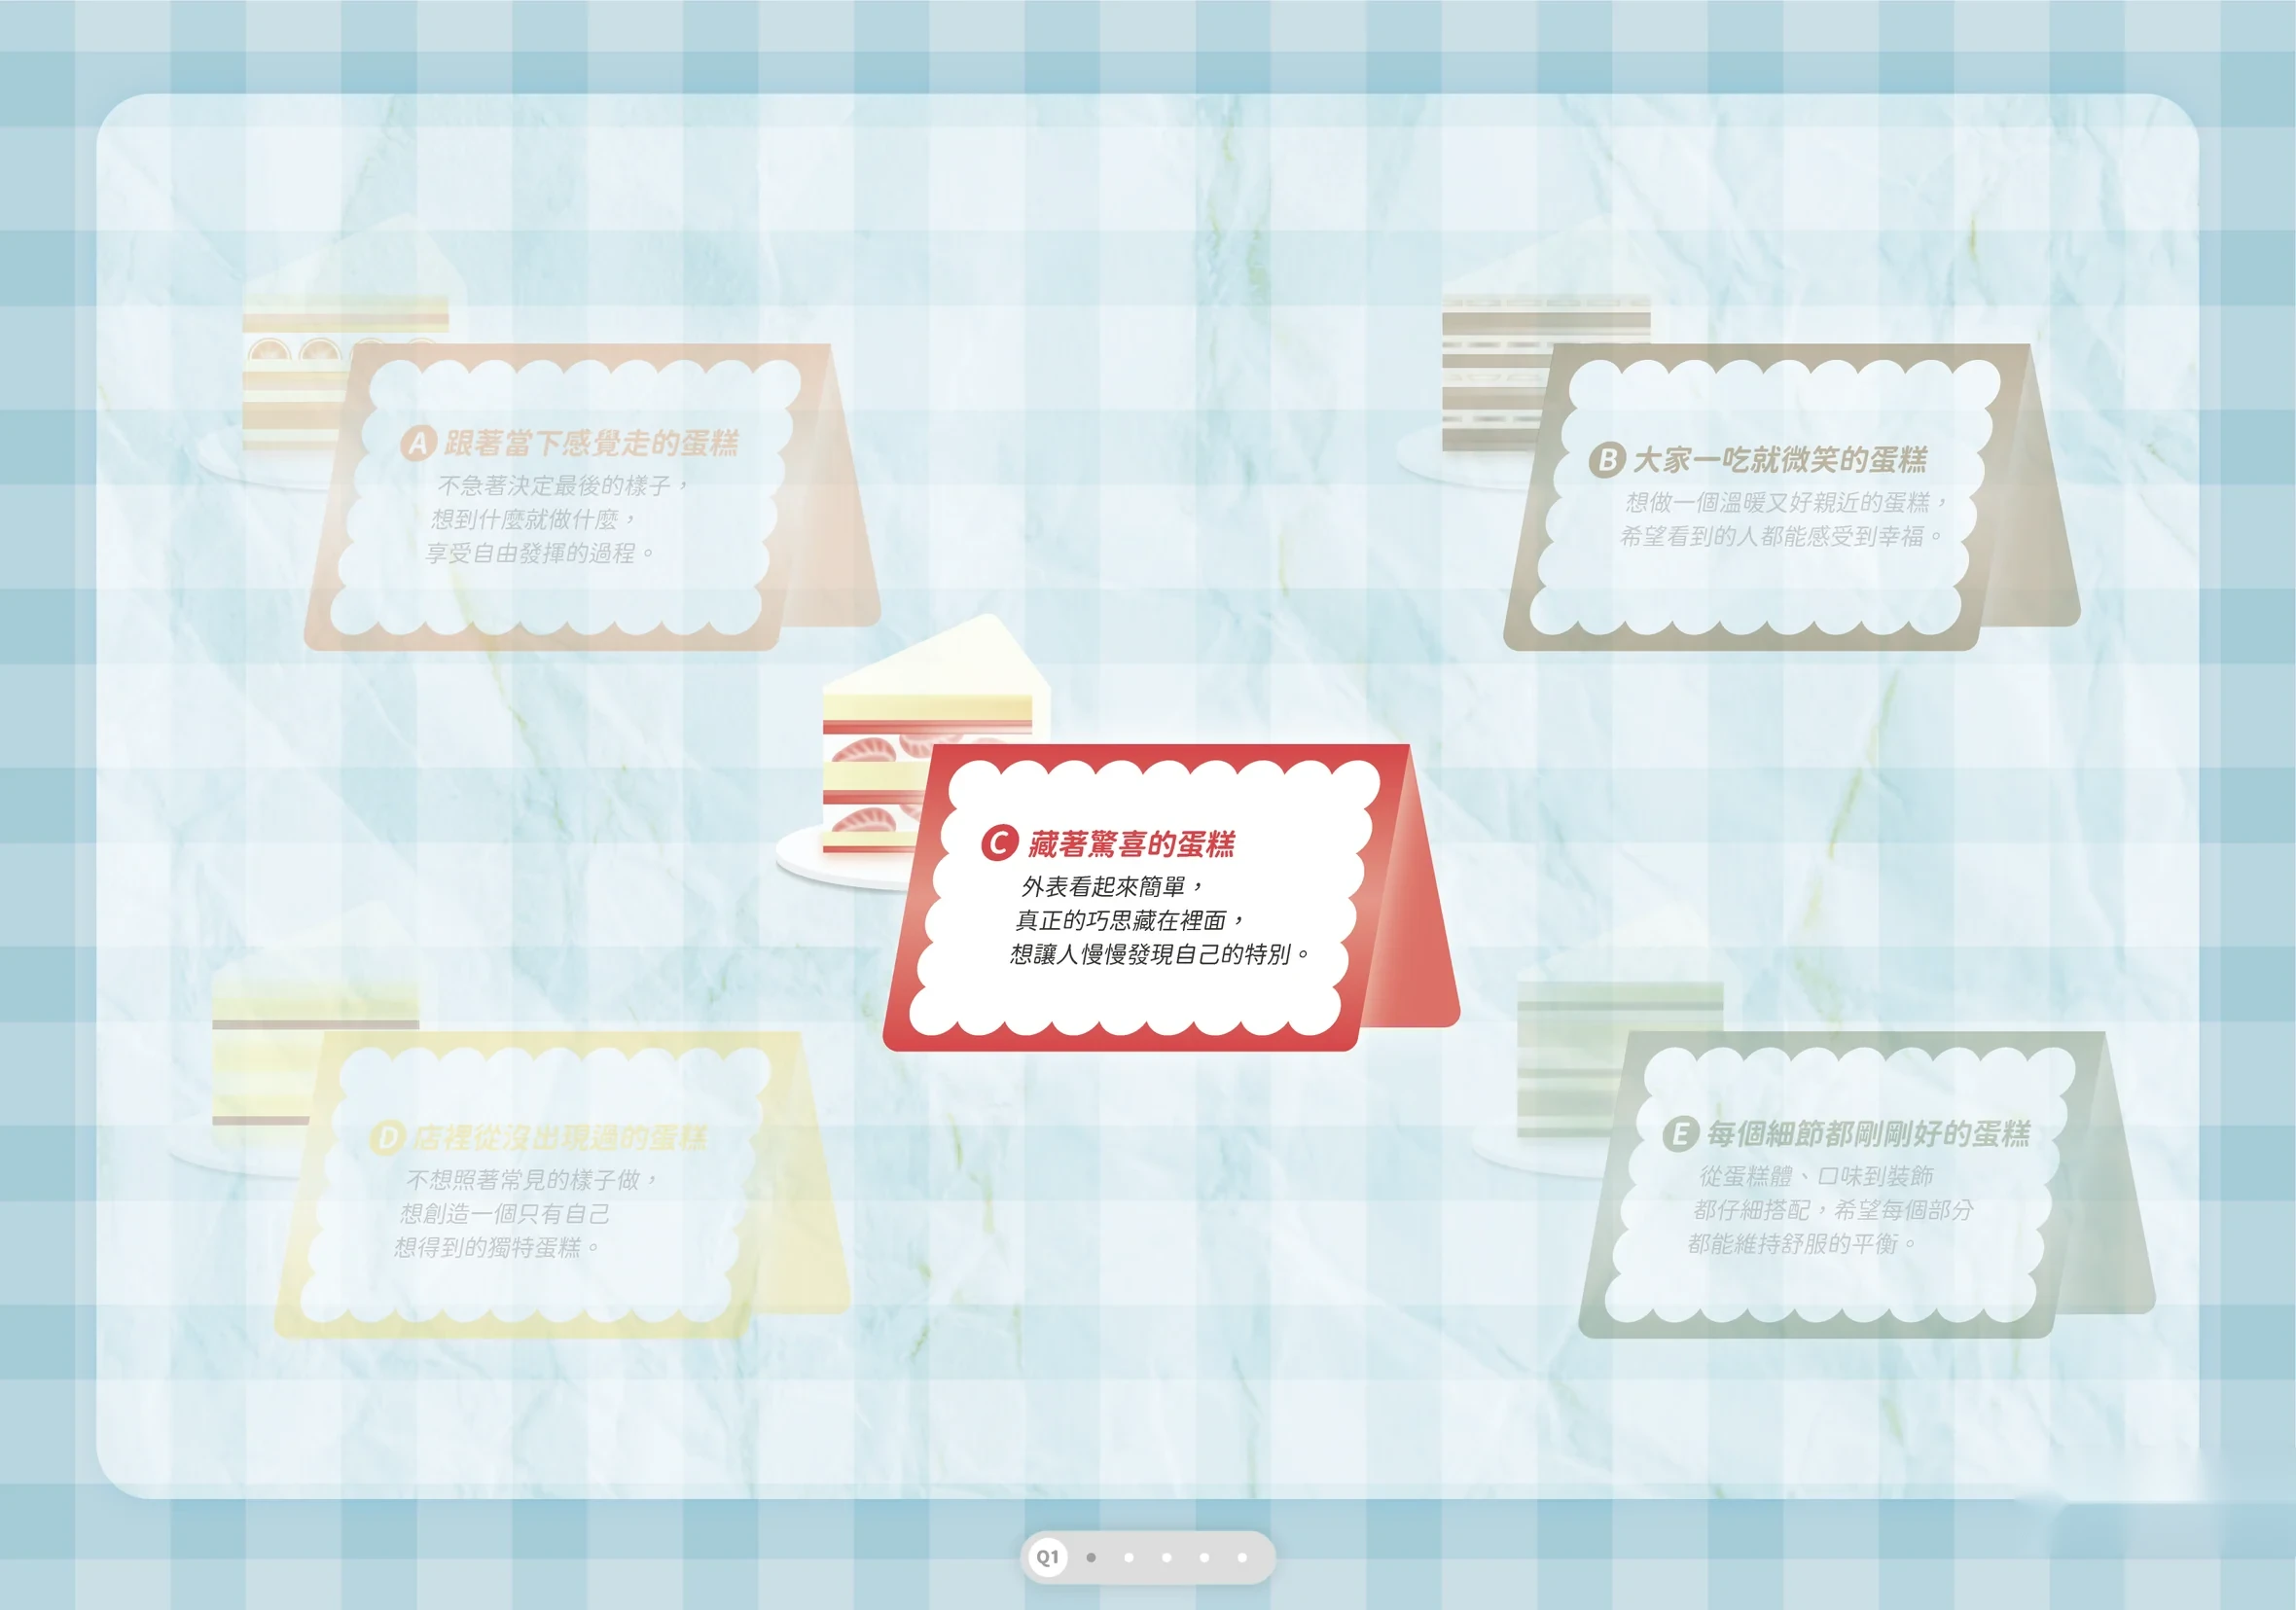 A 跟著當下感覺走的蛋糕
不急著決定最後的樣子，
想到什麼就做什麼，
享受自由發揮的過程。
B 大家一吃就微笑的蛋糕
想做一個溫暖又好親近的蛋糕，
希望看到的人都能感受到幸福。
C 藏著驚喜的蛋糕
外表看起來簡單，
真正的巧思藏在裡面，
想讓人慢慢發現自己的特別。
D 店裡從沒出現過的蛋糕
不想照著常見的樣子做，
想創造一個只有自己
想得到的獨特蛋糕。
E 每個細節都剛剛好的蛋糕
從蛋糕體、口味到裝飾
都仔細搭配，希望每個部分
都能維持舒服的平衡。
Q1